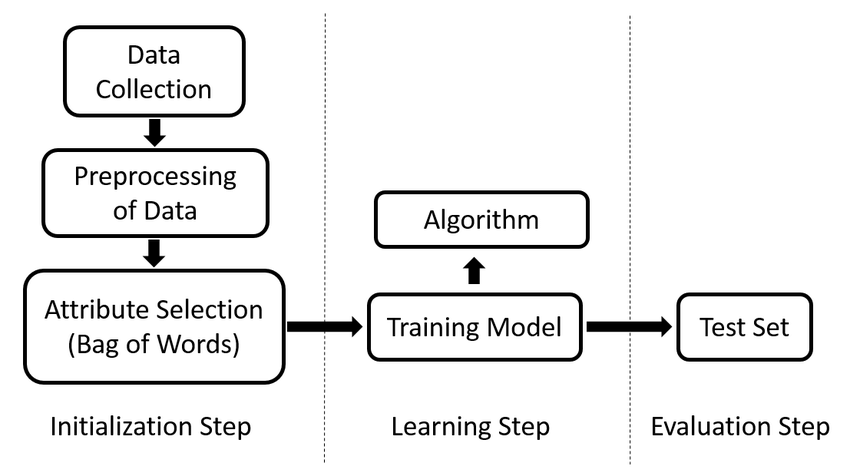 Data
Collection
Preprocessing
of Data
Attribute Selection
(Bag of Words)
Initialization Step
Algorithm
Training Model
Learning Step
Test Set
Evaluation Step